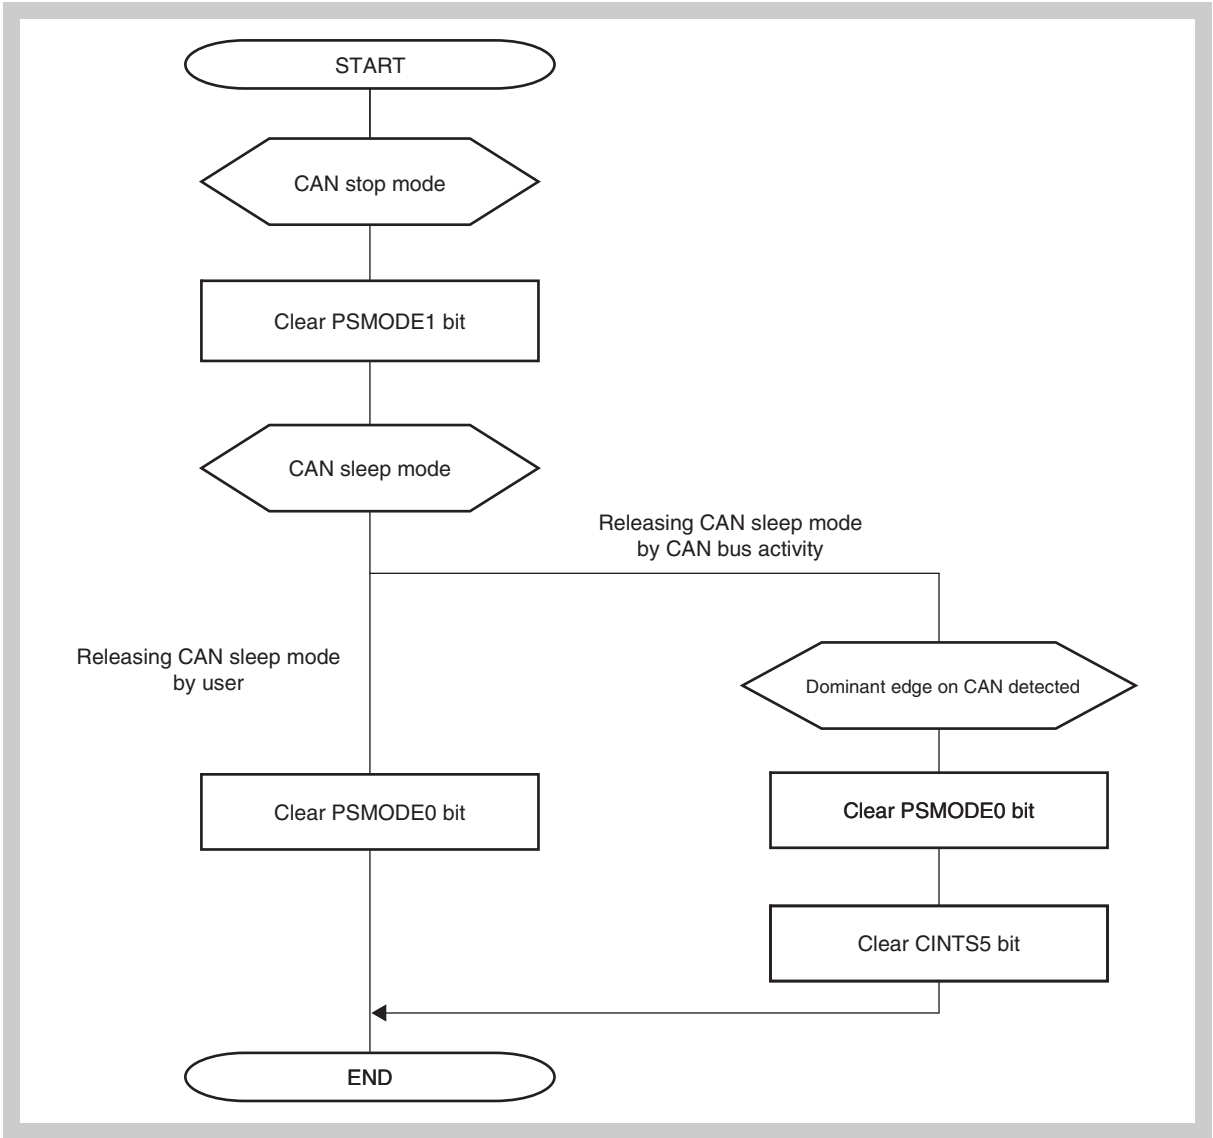 START
CAN stop mode
Clear PSMODE1 bit
CAN sleep mode
Releasing CAN sleep mode
by CAN bus activity
Releasing CAN sleep mode
by user
Dominant edge on CAN detected
Clear PSMODE0 bit
Clear PSMODE0 bit
Clear CINTS5 bit
END